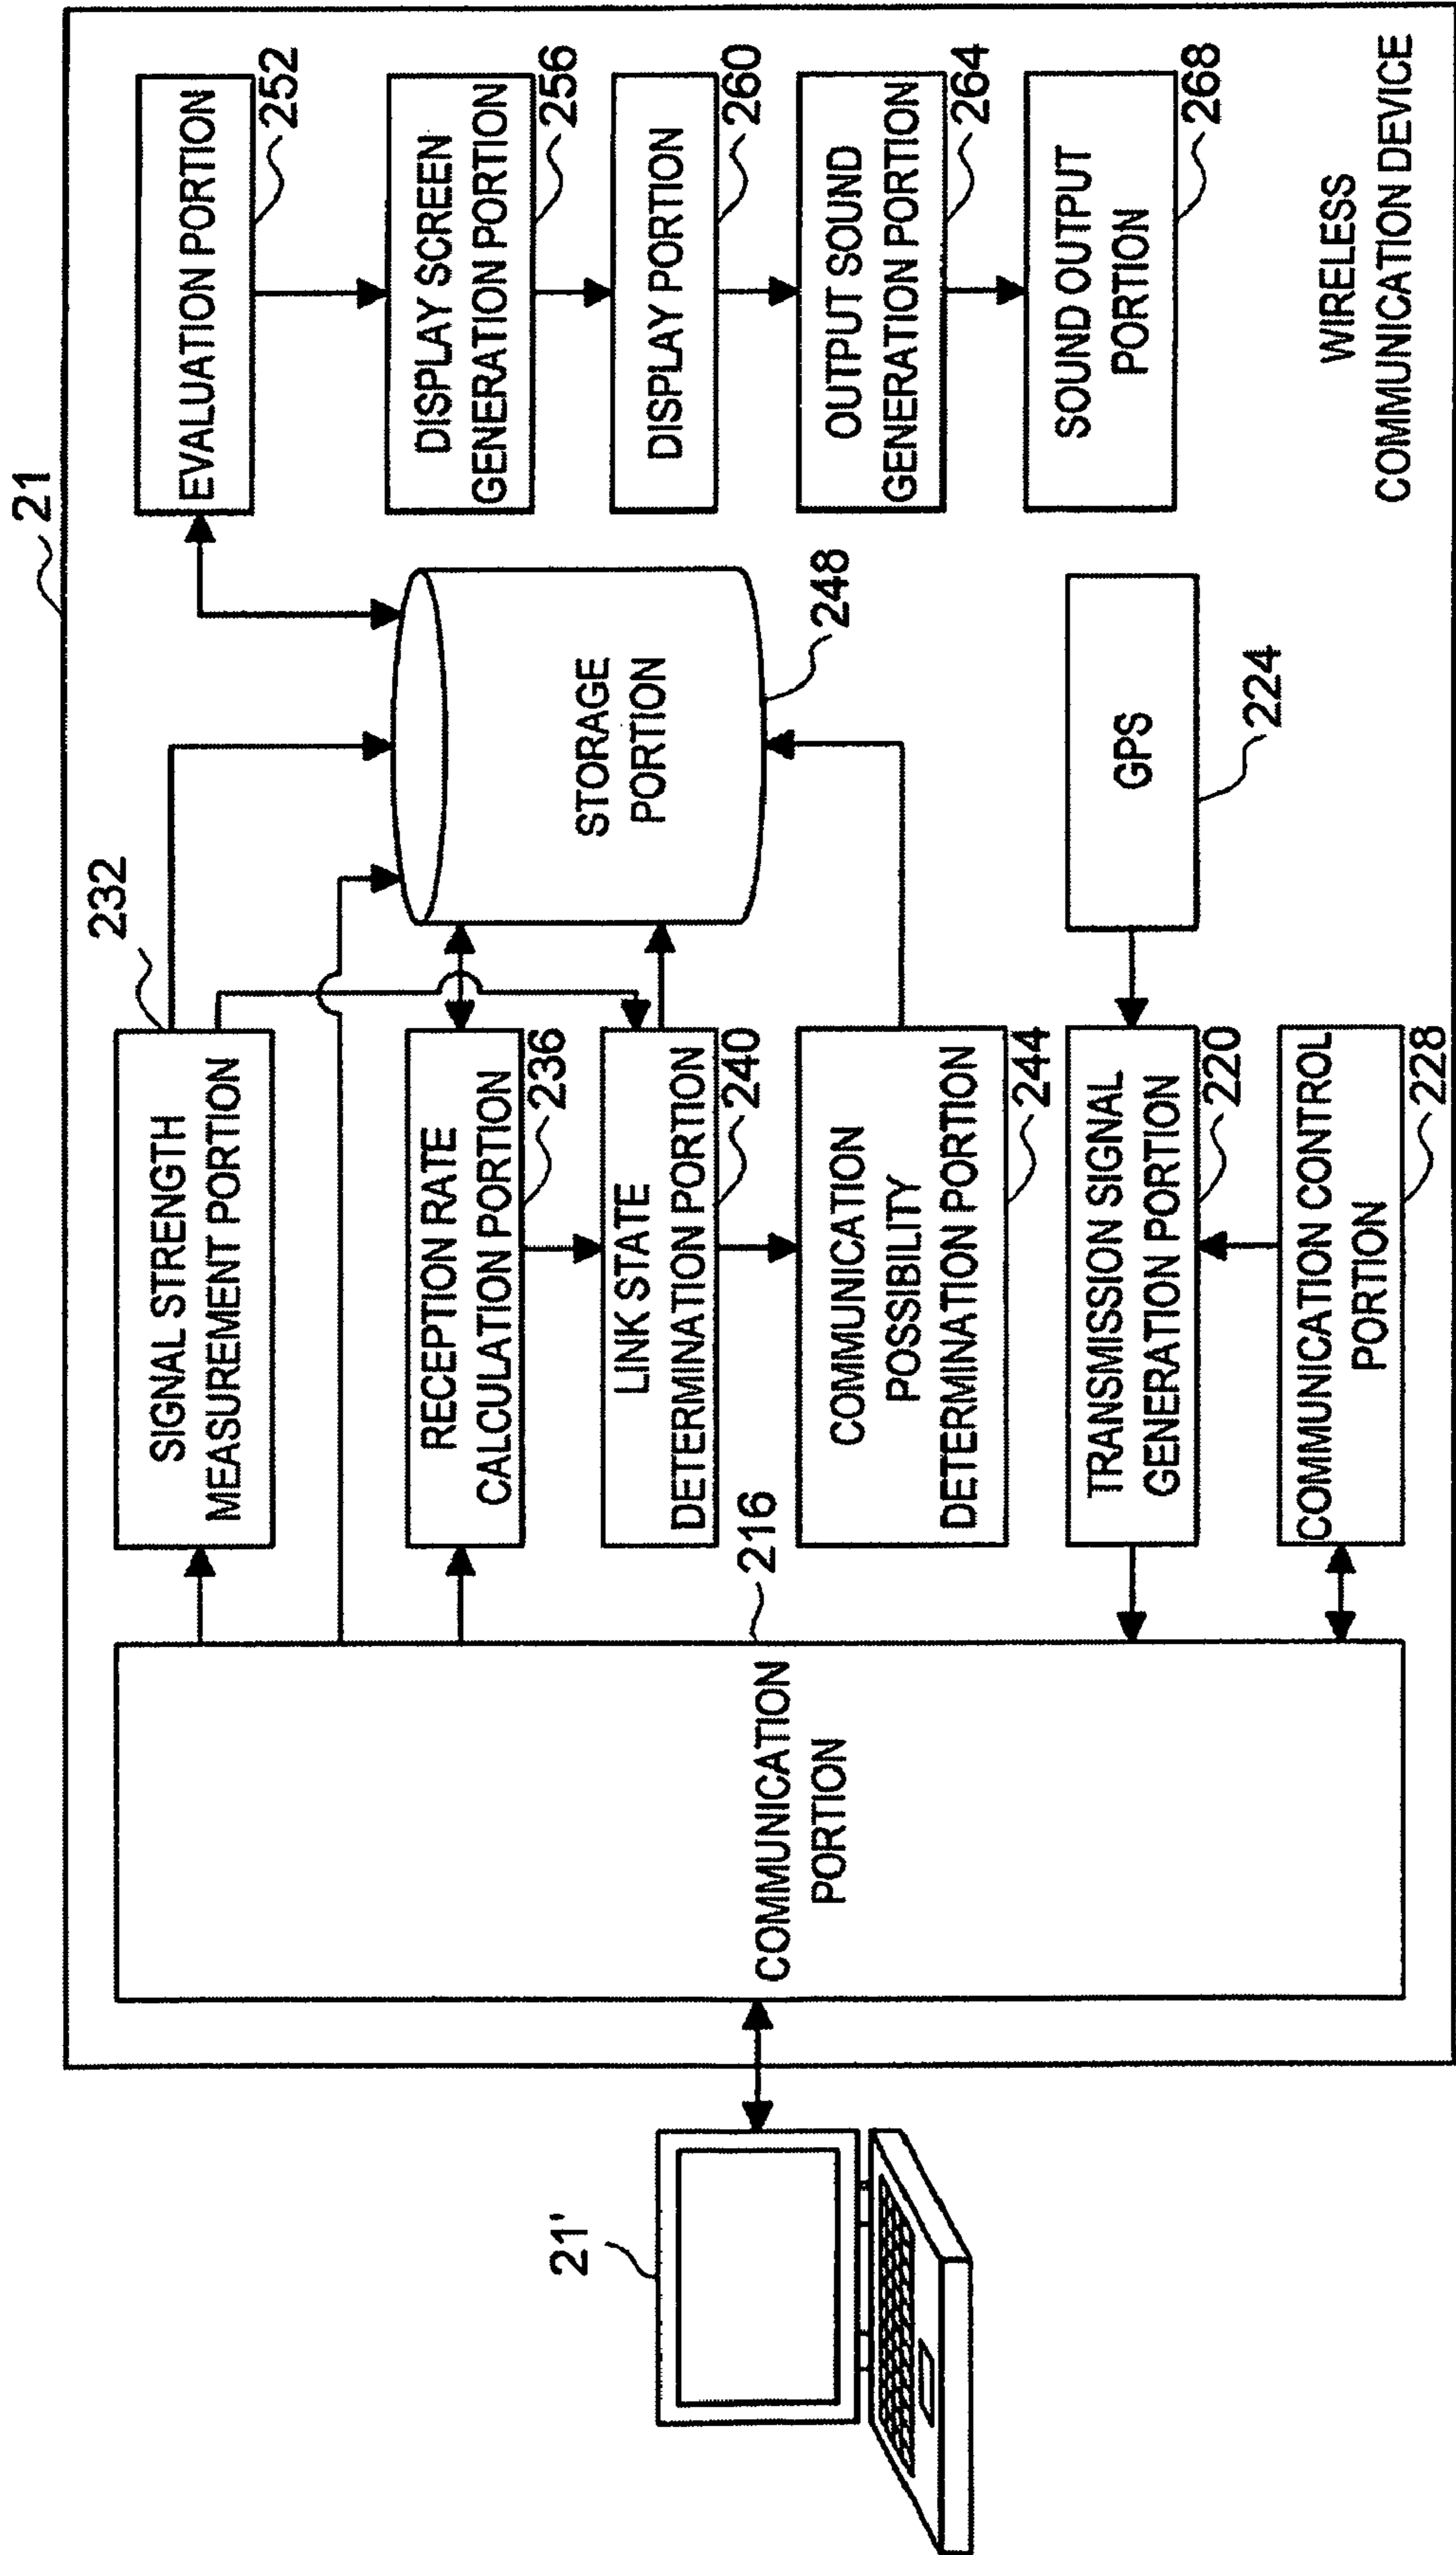 21
21'
COMMUNICATION
PORTION
216
SIGNAL STRENGTH
MEASUREMENT PORTION
232
RECEPTION RATE
CALCULATION PORTION
236
LINK STATE
DETERMINATION PORTION
240
COMMUNICATION
POSSIBILITY
DETERMINATION PORTION
244
TRANSMISSION SIGNAL
GENERATION PORTION
220
COMMUNICATION CONTROL
PORTION
228
STORAGE
PORTION
248
GPS
224
EVALUATION PORTION
252
DISPLAY SCREEN
GENERATION PORTION
256
DISPLAY PORTION
260
OUTPUT SOUND
GENERATION PORTION
264
SOUND OUTPUT
PORTION
268
WIRELESS
COMMUNICATION DEVICE